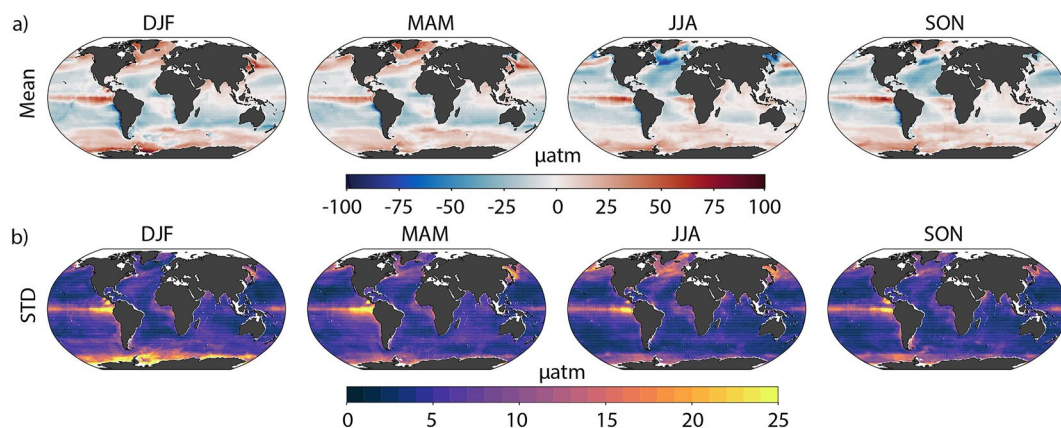 a) DJF MAM JJA SON
Mean
µatm
-100 -75 -50 -25 0 25 50 75 100
b) DJF MAM JJA SON
STD
µatm
0 5 10 15 20 25